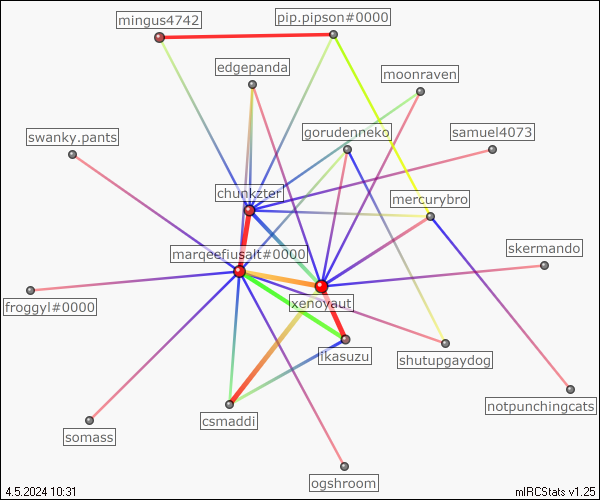 mingus4742
pip.pipson#0000
edgepanda
moonraven
gorudenneko
samuel4073
swanky.pants
chunkzter
mercurybro
marqeefiusalt#0000
skermando
xenovaut
froggyl#0000
ikasuzu
shutupgaydog
notpunchingcats
csmaddi
somass
ogshroom
4.5.2024 10:31
mIRCStats v1.25